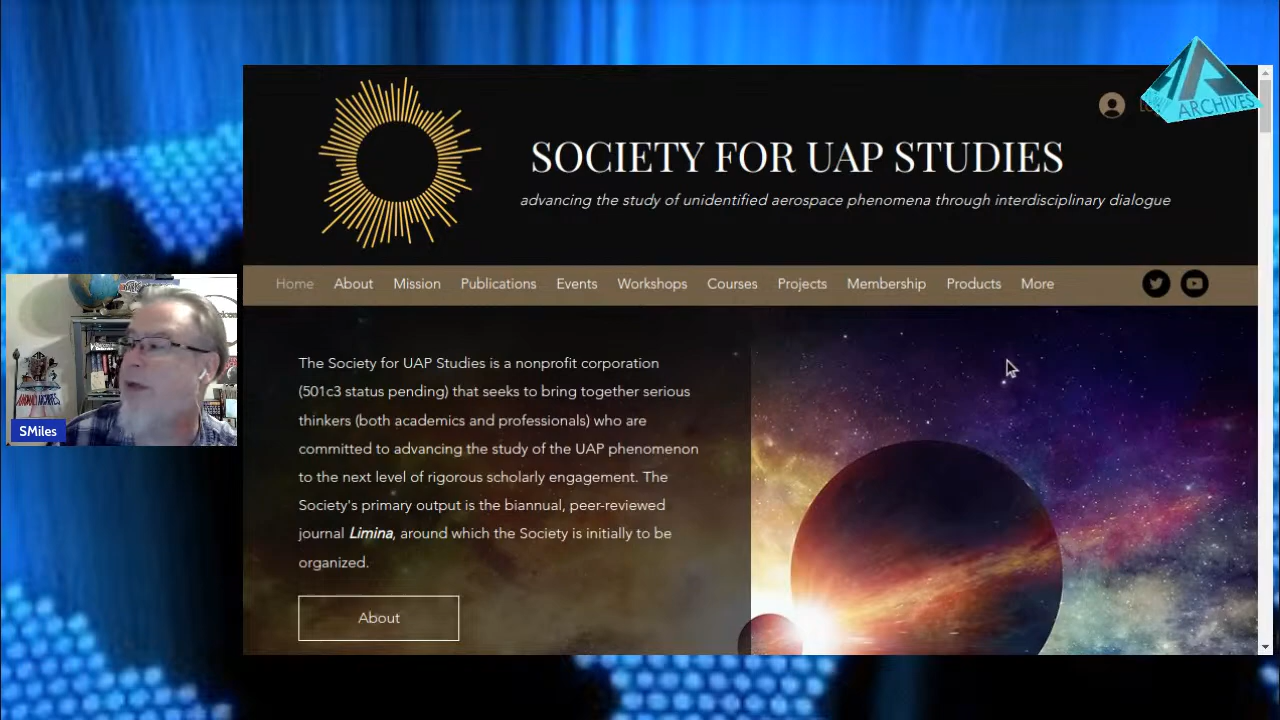 ARCHIVES
SOCIETY FOR UAP STUDIES
advancing the study of unidentified aerospace phenomena through interdisciplinary dialogue
Home About Mission Publications Events Workshops Courses Projects Membership Products More
The Society for UAP Studies is a nonprofit corporation
(501c3 status pending) that seeks to bring together serious
thinkers (both academics and professionals) who are
committed to advancing the study of the UAP phenomenon
to the next level of rigorous scholarly engagement. The
Society's primary output is the biannual, peer-reviewed
journal Limina, around which the Society is initially to be
organized.
About
SMiles